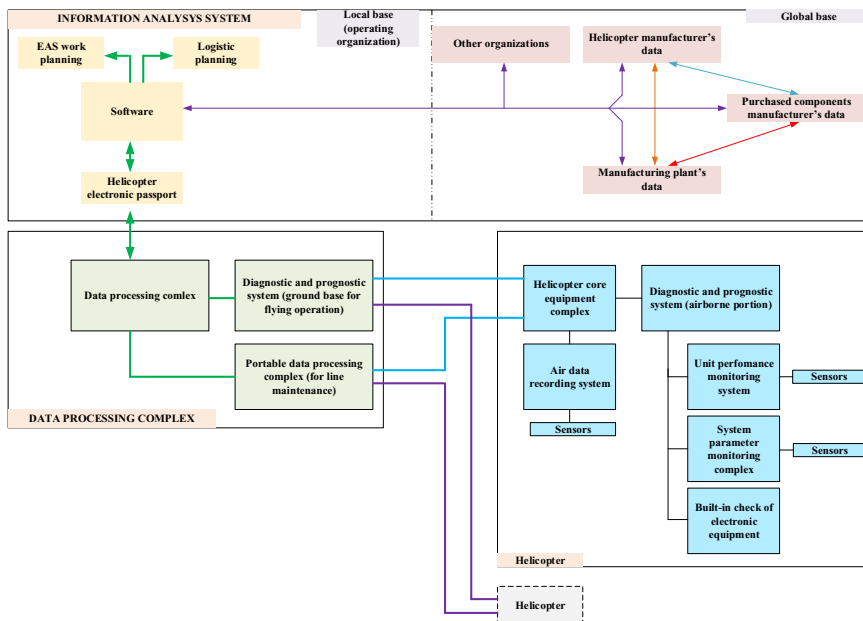 INFORMATION ANALYSYS SYSTEM
Local base
(operating
organization)
Global base
EAS work
planning
Logistic
planning
Other organizations
Helicopter manufacturer's
data
Software
Purchased components
manufacturer's data
Helicopter
electronic passport
Manufacturing plant's
data
Data processing comlex
Diagnostic and prognostic
system (ground base for
flying operation)
Portable data processing
complex (for line
maintenance)
DATA PROCESSING COMPLEX
Helicopter core
equipment
complex
Diagnostic and prognostic
system (airborne portion)
Air data
recording system
Sensors
Unit perfomance
monitoring
system
Sensors
System
parameter
monitoring
complex
Sensors
Built-in check of
electronic
equipment
Helicopter
Helicopter